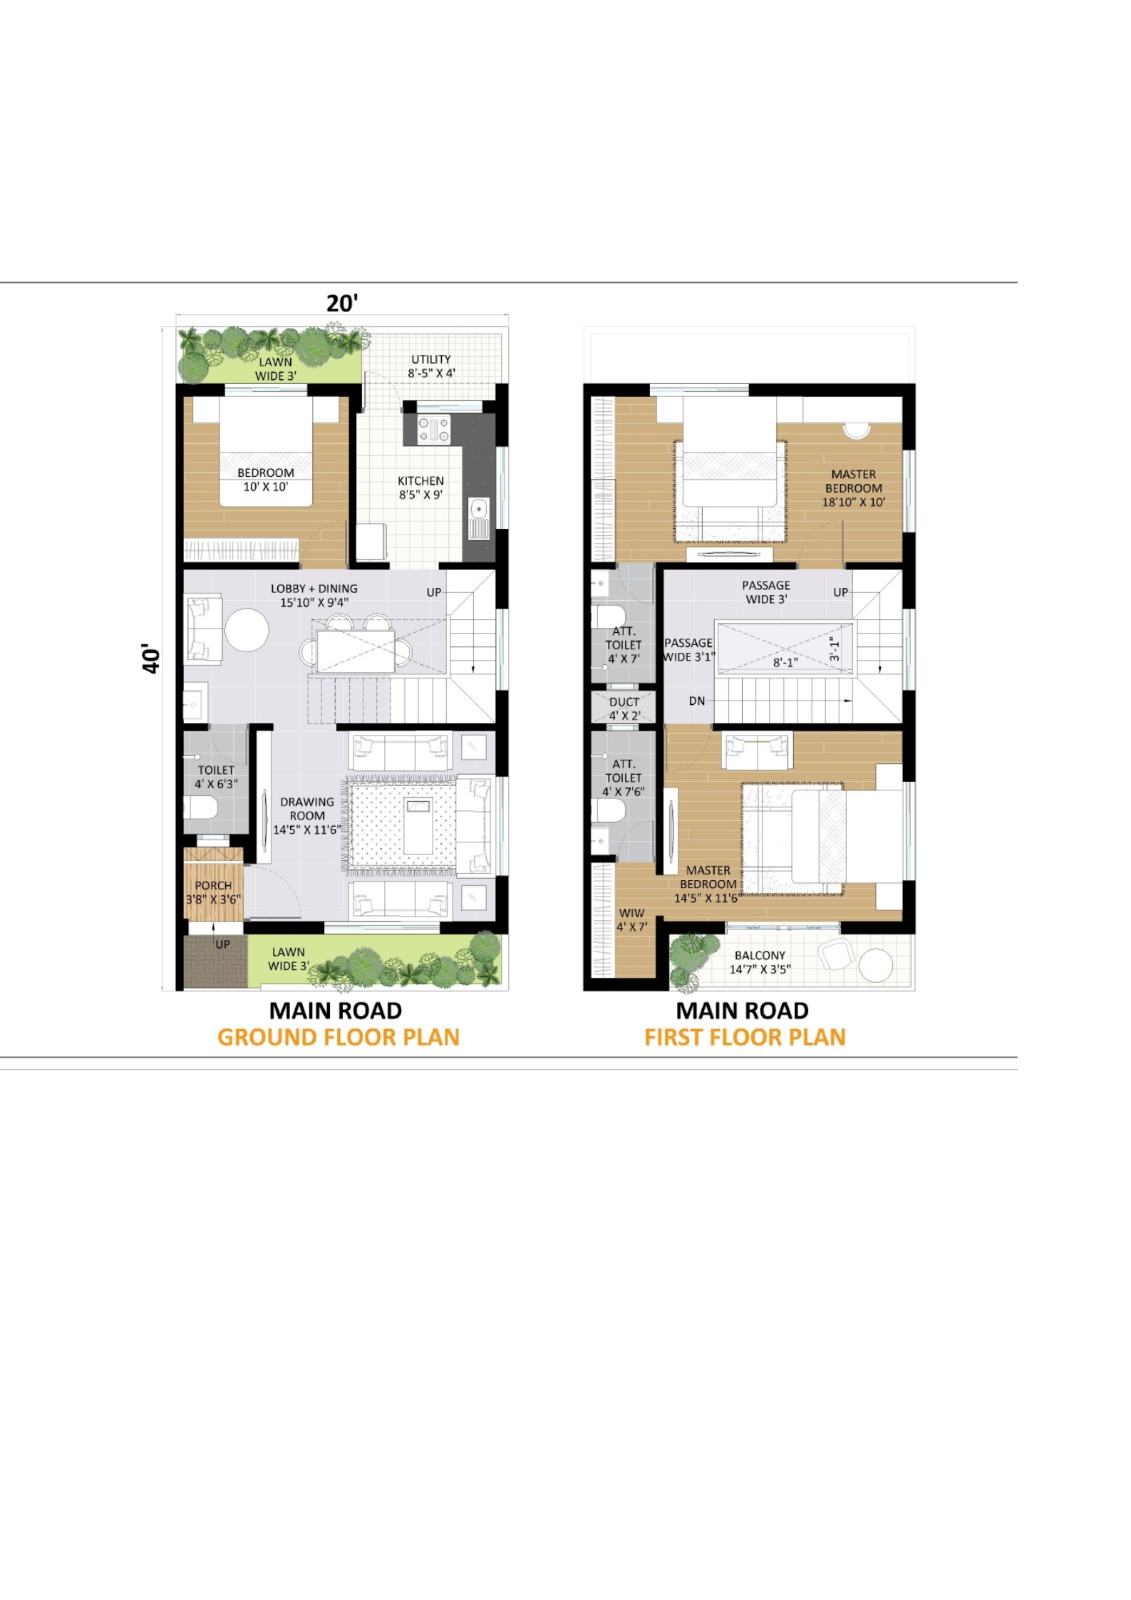 20'
40'
LAWN
WIDE 3'
UTILITY
8'-5" X 4'
BEDROOM
10' X 10'
KITCHEN
8'5" X 9'
LOBBY + DINING
15'10" X 9'4"
UP
TOILET
4' X 6'3"
DRAWING
ROOM
14'5" X 11'6"
PORCH
3'8" X 3'6"
UP
LAWN
WIDE 3'
MAIN ROAD
GROUND FLOOR PLAN
MASTER
BEDROOM
18'10" X 10'
PASSAGE
WIDE 3'
UP
ATT.
TOILET
4' X 7'
PASSAGE
WIDE 3'1"
8'-1"
3'-1"
DUCT
4' X 2'
DN
ATT.
TOILET
4' X 7'6"
MASTER
BEDROOM
14'5" X 11'6"
WIW
4' X 7'
BALCONY
14'7" X 3'5"
MAIN ROAD
FIRST FLOOR PLAN